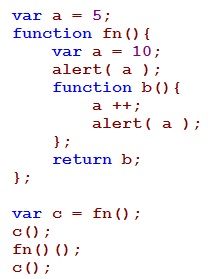 var a = 5;
function fn(){
    var a = 10;
    alert( a );
    function b(){
        a ++;
        alert( a );
    };
    return b;
};

var c = fn();
c();
fn()();
c();